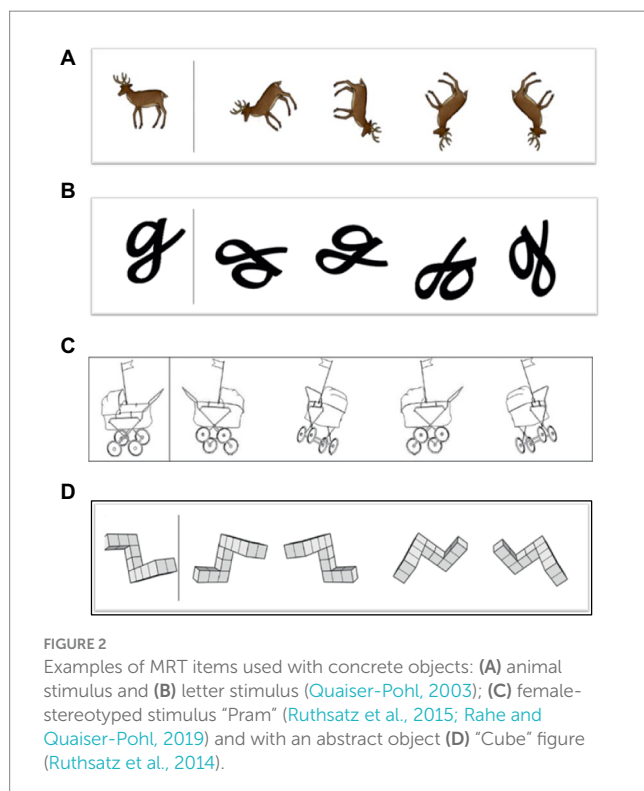 A
B
g
C
D
FIGURE 2
Examples of MRT items used with concrete objects: (A) animal
stimulus and (B) letter stimulus (Quaiser-Pohl, 2003); (C) female-
stereotyped stimulus “Pram” (Ruthsatz et al., 2015; Rahe and
Quaiser-Pohl, 2019) and with an abstract object (D) “Cube” figure
(Ruthsatz et al., 2014).